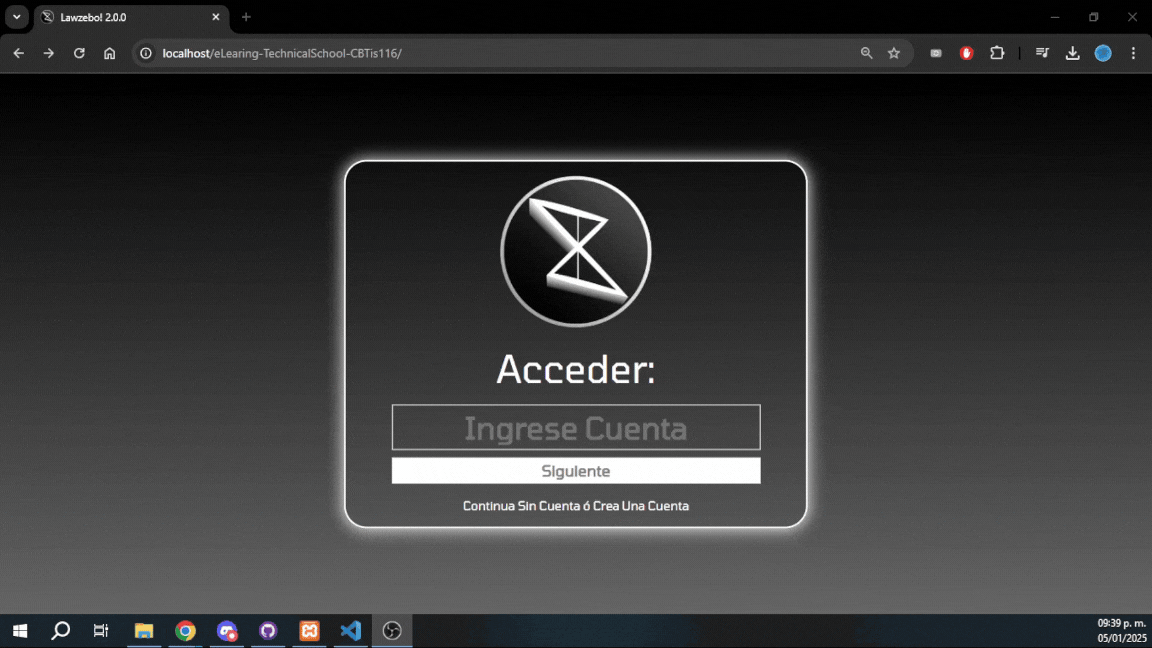 Lawzebol 2.0.0
localhost/eLearing-TechnicalSchool-CBTis116/
Acceder:
Ingrese Cuenta
Siguiente
Continua Sin Cuenta ó Crea Una Cuenta
09:39 p. m.
05/01/2025